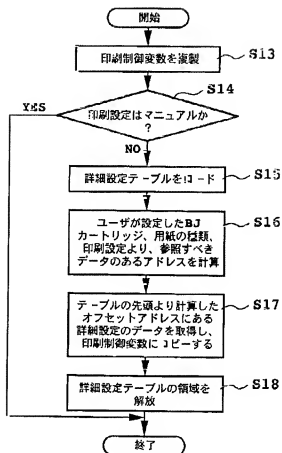 開始
印刷制御変数を複製
S13
S14
YES
印刷設定はマニュアルか
?
NO
詳細設定テーブルをロード
S15
ユーザが設定したBJ
カートリッジ、用紙の種類、
印刷設定より、参照すべき
データのあるアドレスを計算
S16
テーブルの先頭より計算した
オフセットアドレスにある
詳細設定のデータを取得し、
印刷制御変数にコピーする
S17
詳細設定テーブルの領域を
解放
S18
終了